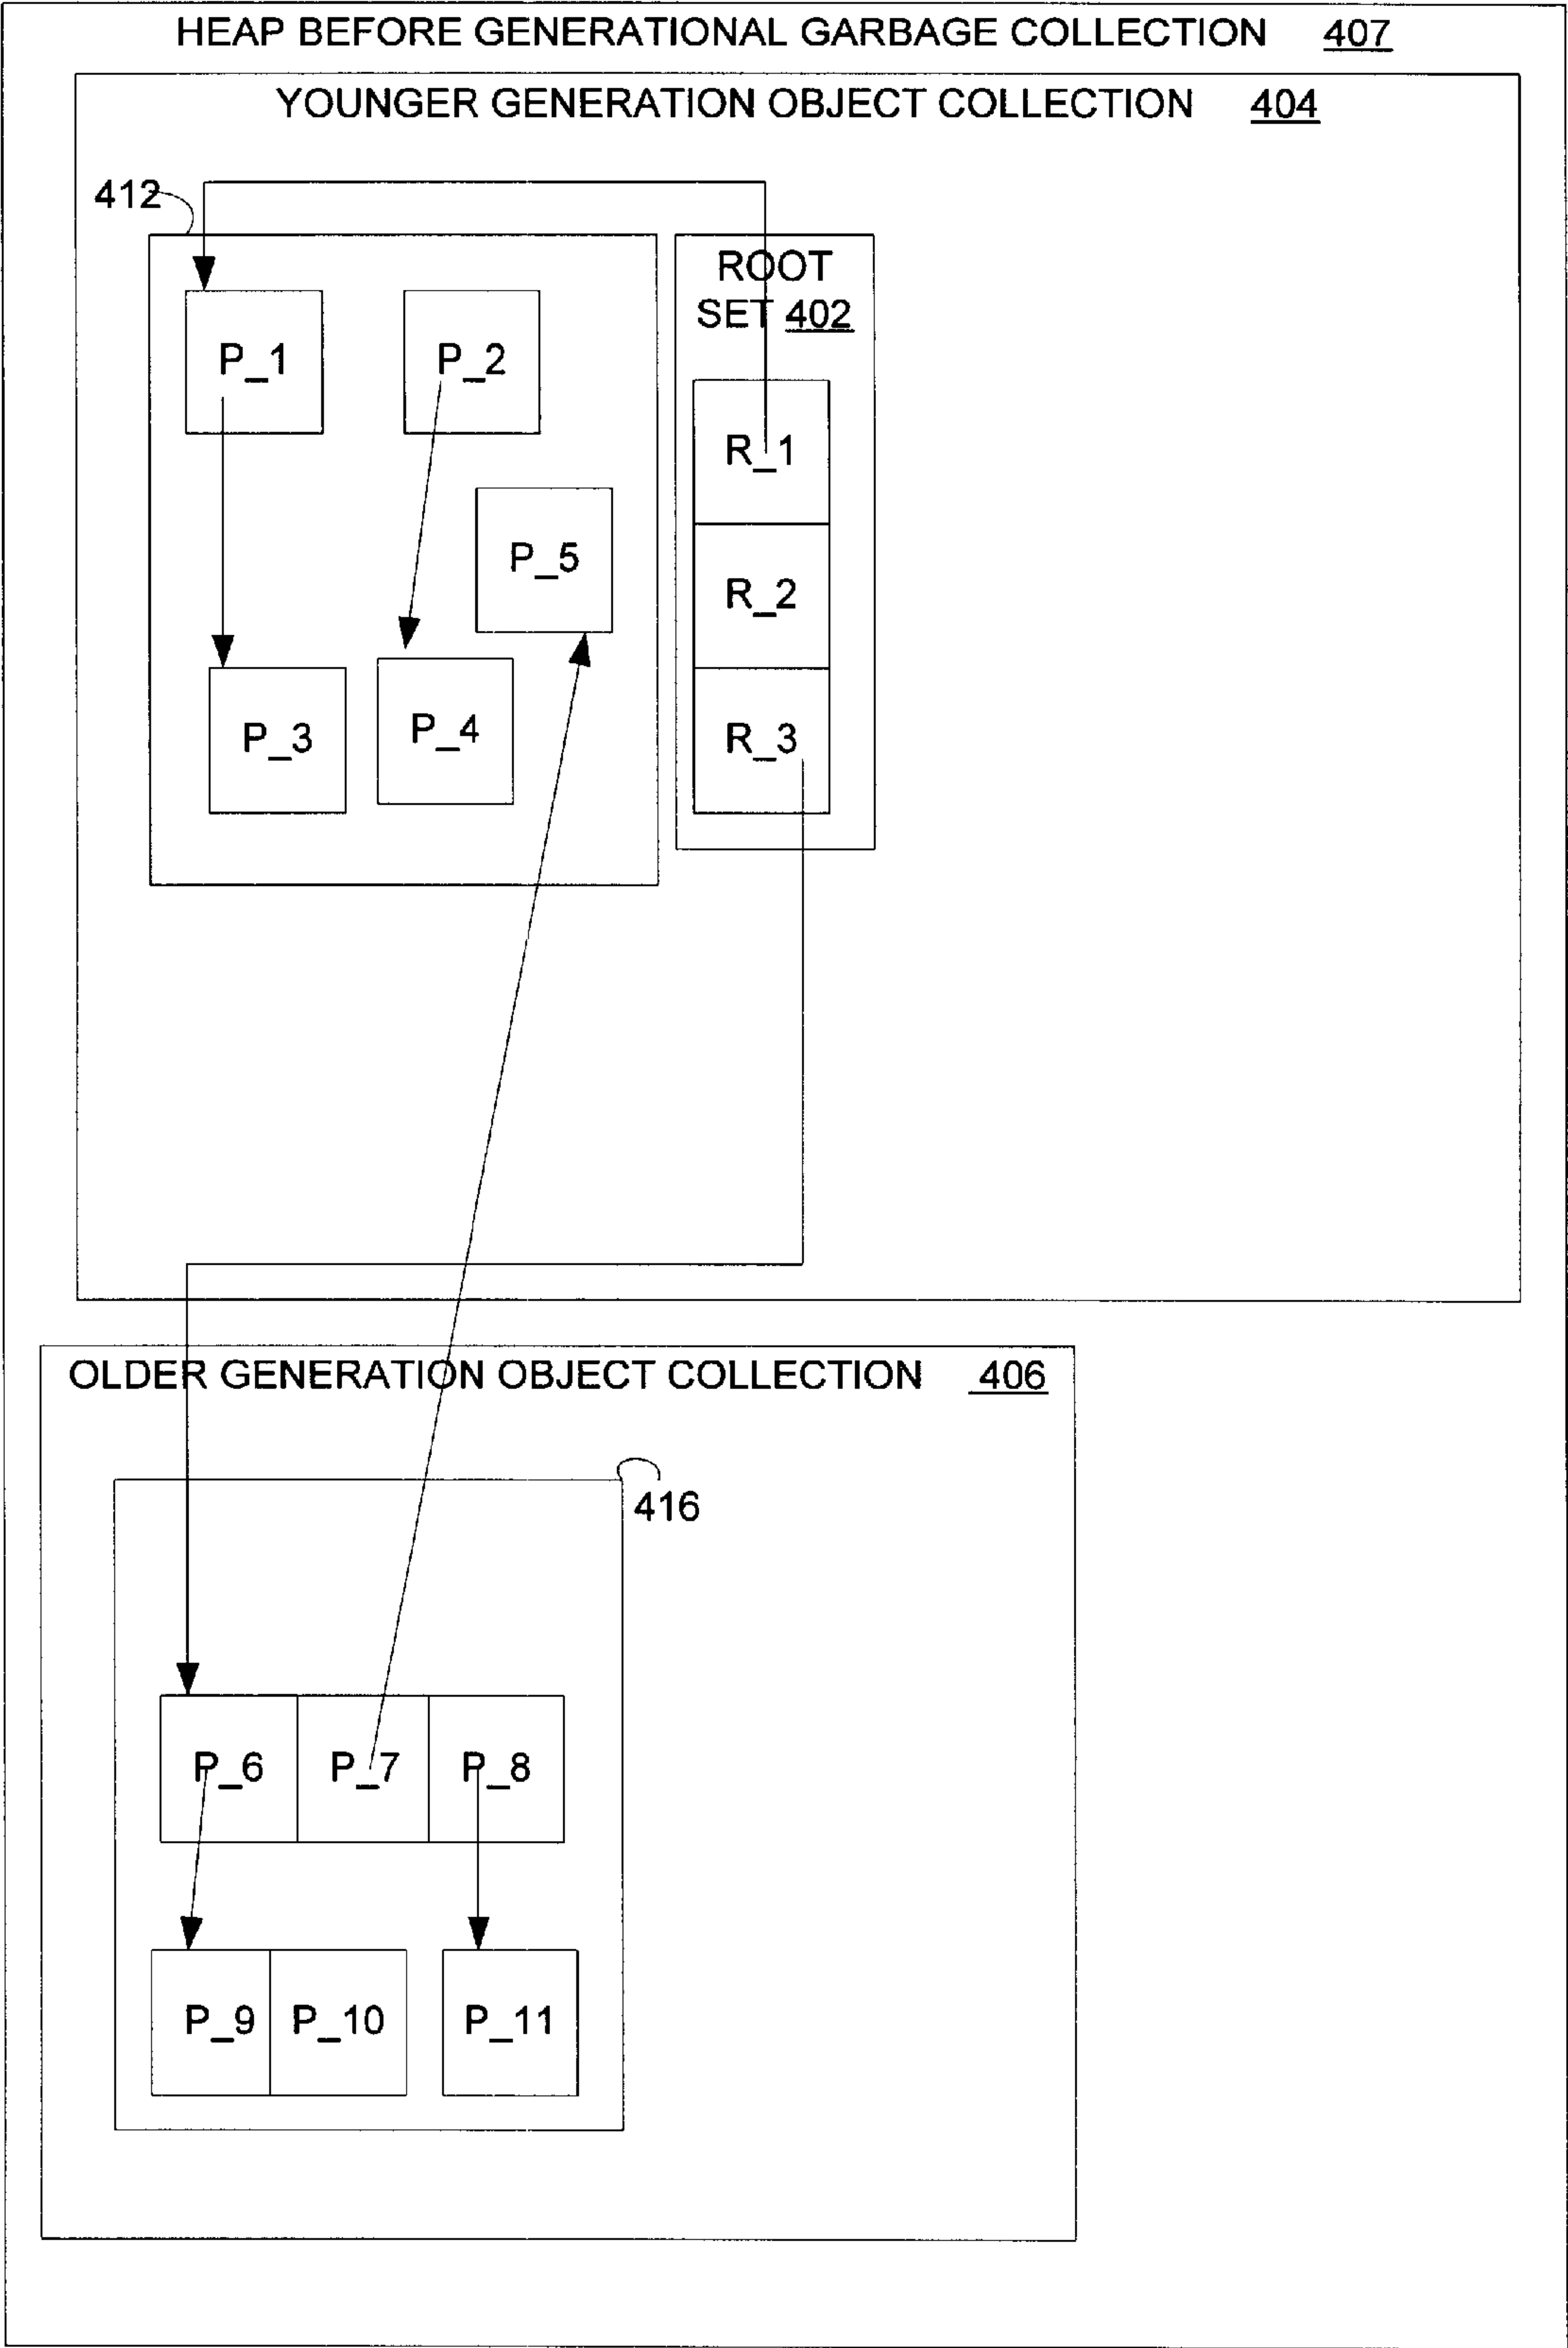 HEAP BEFORE GENERATIONAL GARBAGE COLLECTION 407
YOUNGER GENERATION OBJECT COLLECTION 404
412
ROOT
SET 402
P_1
P_2
R_1
P_5
R_2
P_3
P_4
R_3
OLDER GENERATION OBJECT COLLECTION 406
416
P_6
P_7
P_8
P_9
P_10
P_11